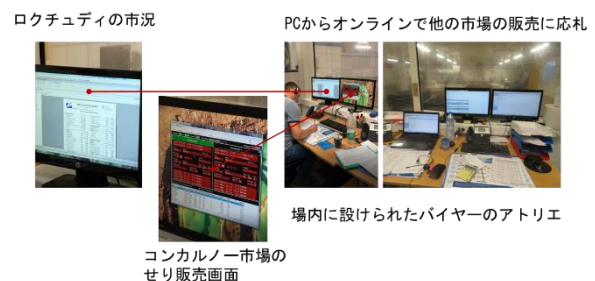 ロクチュディの市況
PCからオンラインで他の市場の販売に応札
場内に設けられたバイヤーのアトリエ
コンカルノー市場の
せり販売画面